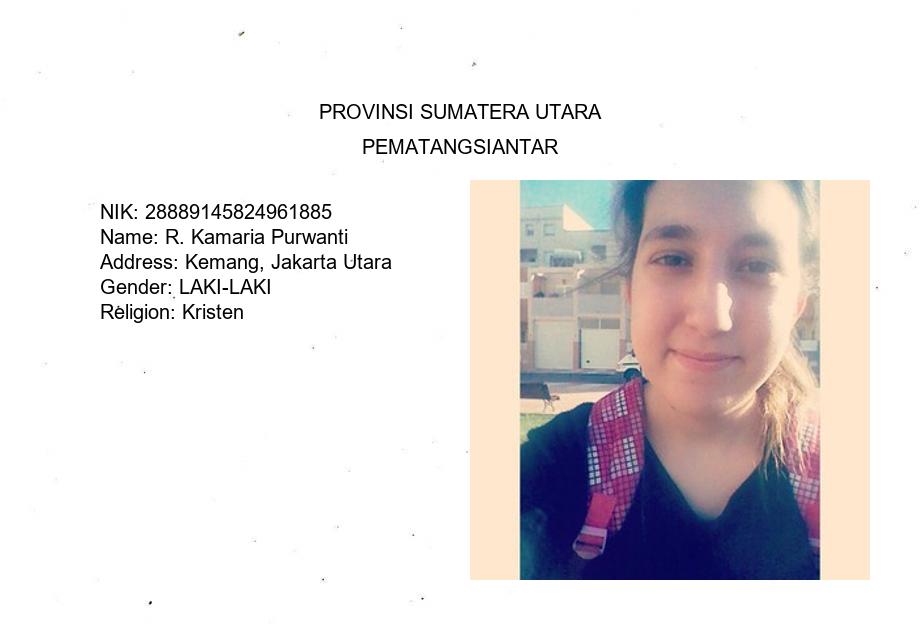 PROVINSI SUMATERA UTARA
PEMATANGSIANTAR
NIK: 28889145824961885
Name: R. Kamaria Purwanti
Address: Kemang, Jakarta Utara
Gender: LAKI-LAKI
Religion: Kristen